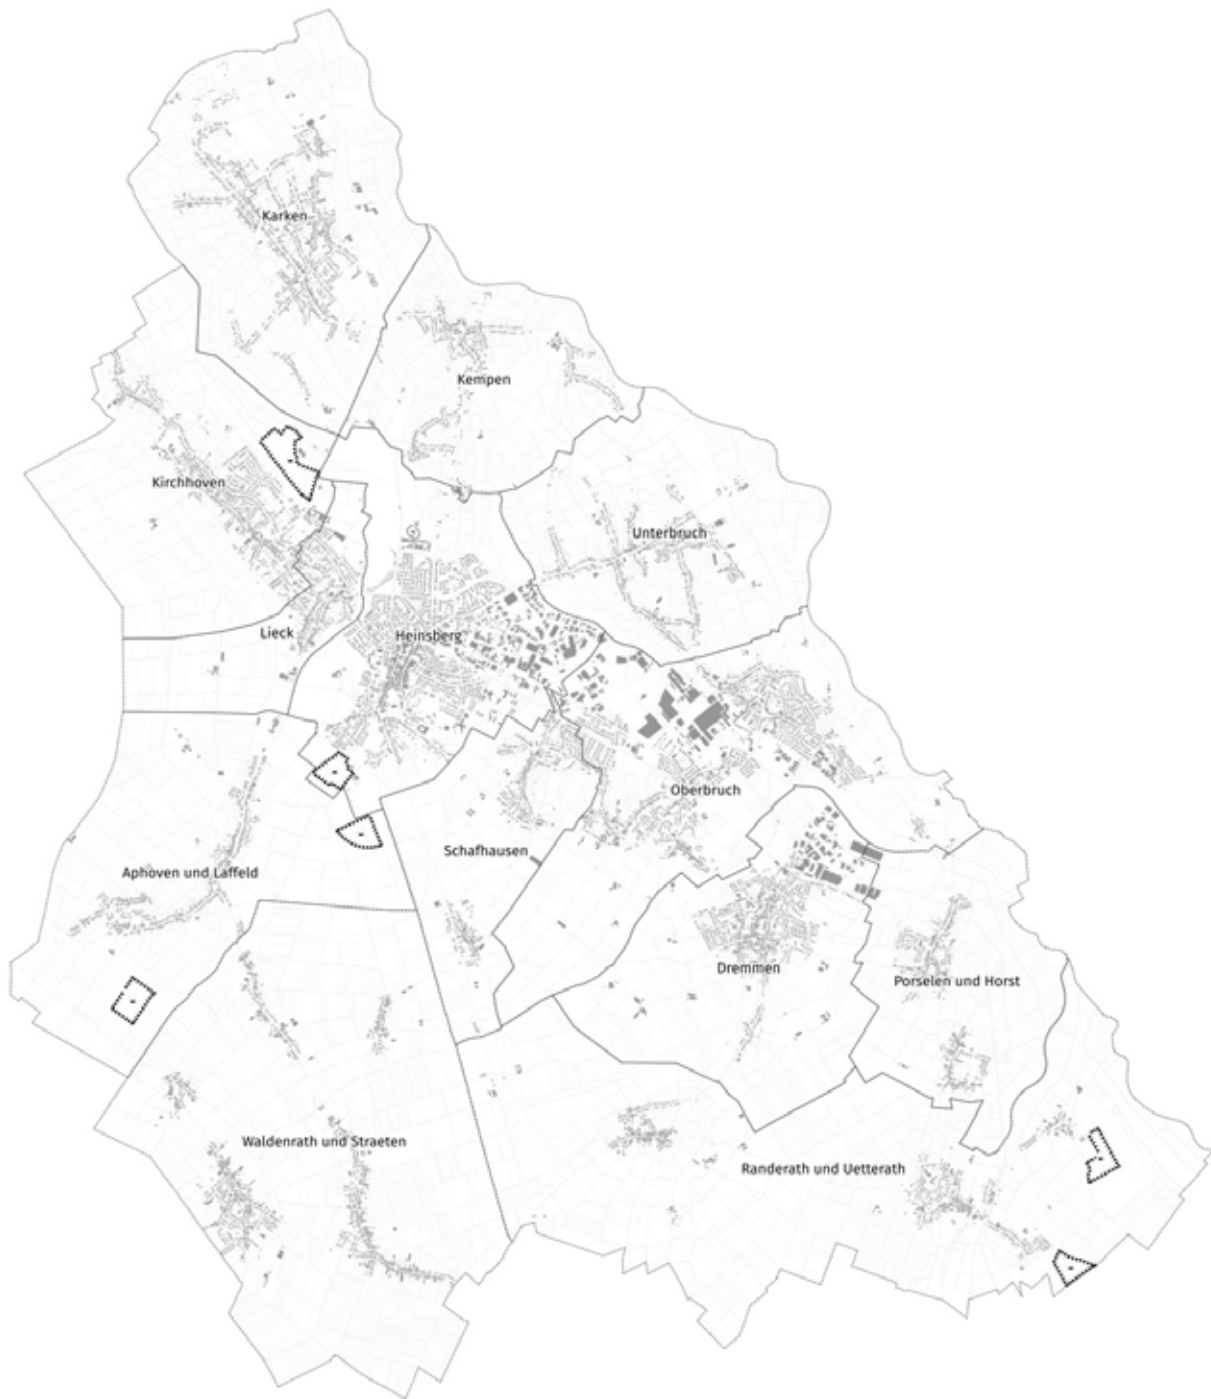 Karken
Kempen
Kirchhoven
Unterbruch
Lieck
Heinsberg
Oberbruch
Schafhausen
Aphoven und Laffeld
Dremmen
Porselen und Horst
Waldenrath und Straeten
Randerath und Uetterath